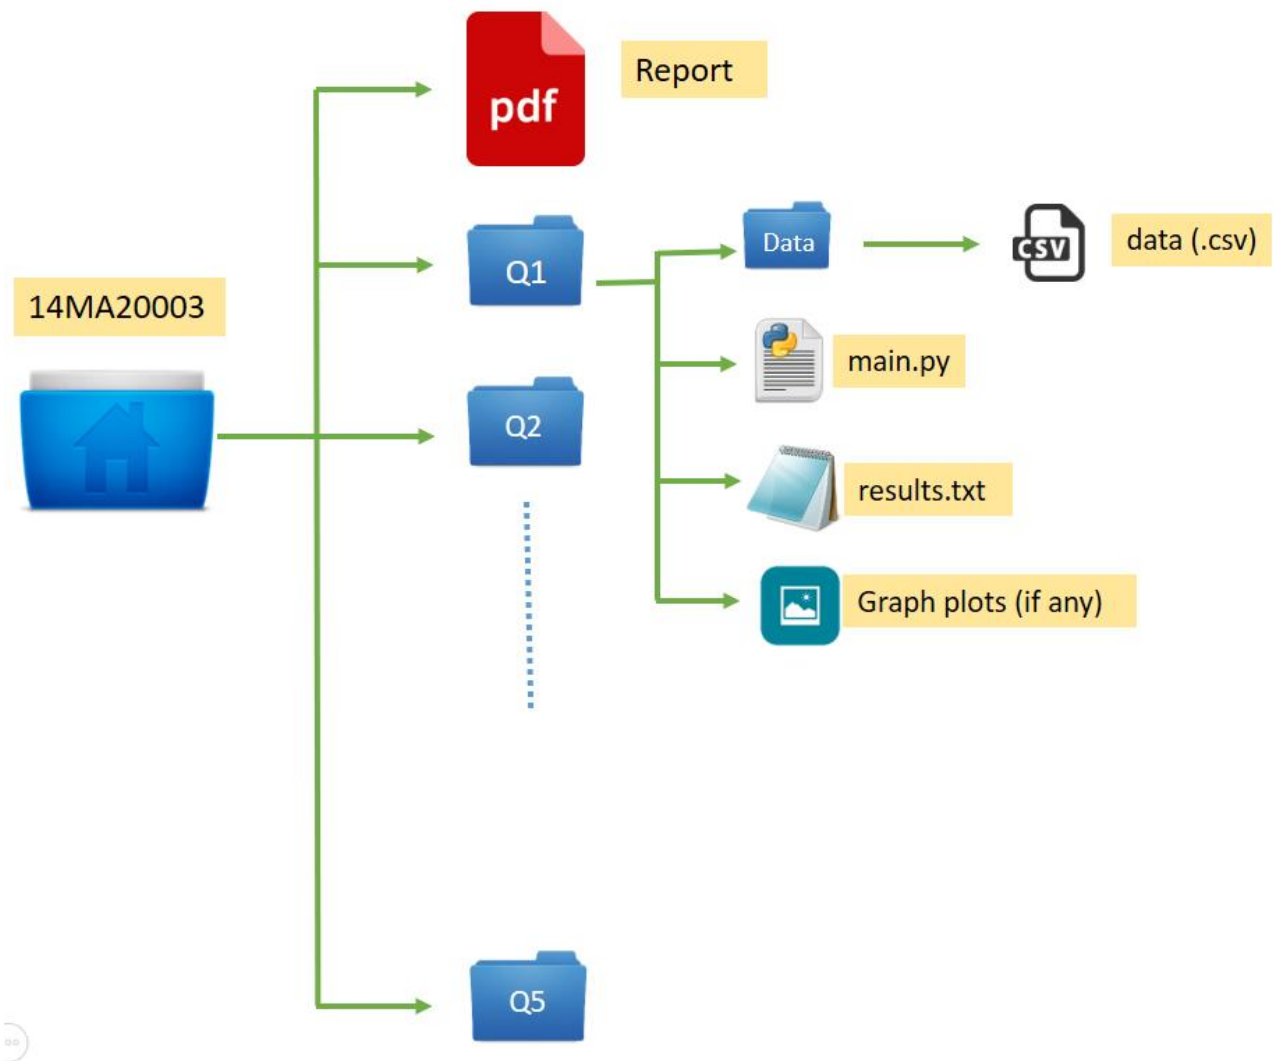 pdf
Report
14MA20003
Q1
Data
CSV
data (.csv)
main.py
Q2
results.txt
Graph plots (if any)
Q5